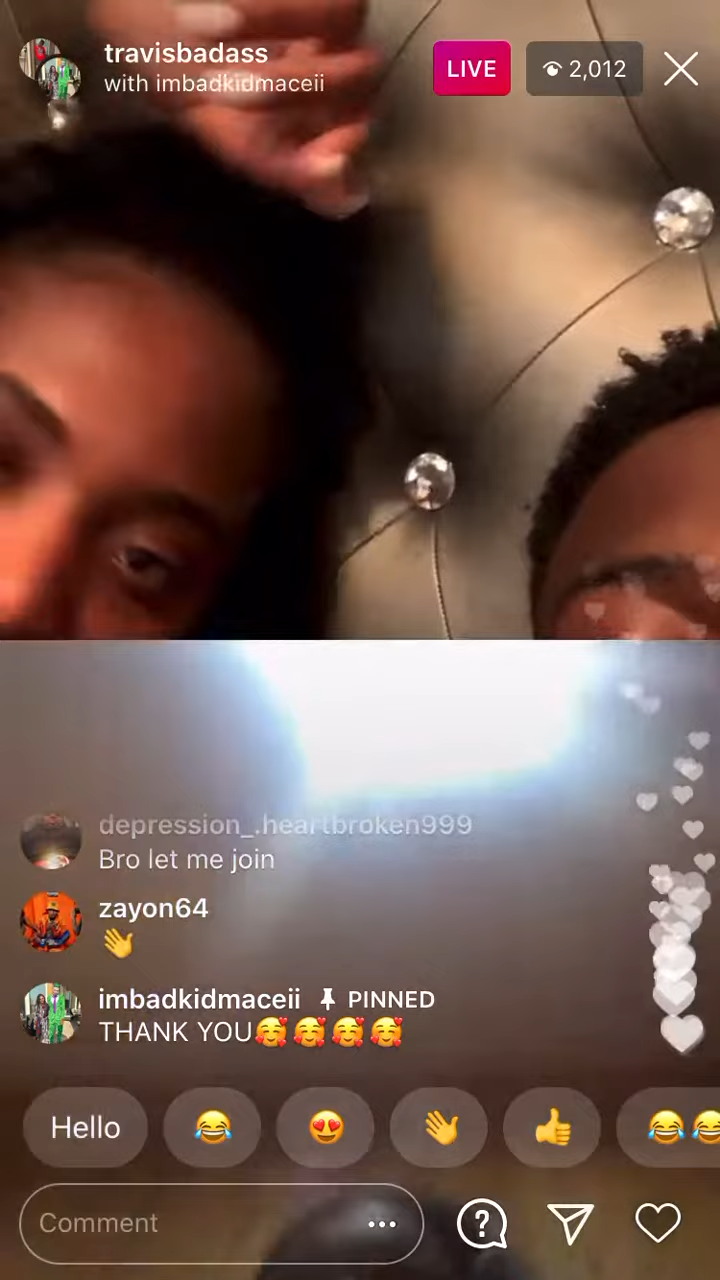 travisbadass
with imbadkidmaceii
LIVE
2,012
depression_.heartbroken999
Bro let me join
zayon64
👋
imbadkidmaceii PINNED
THANK YOU🥰🥰🥰🥰
Hello 😂 😍 👋 👍 😂😂
Comment